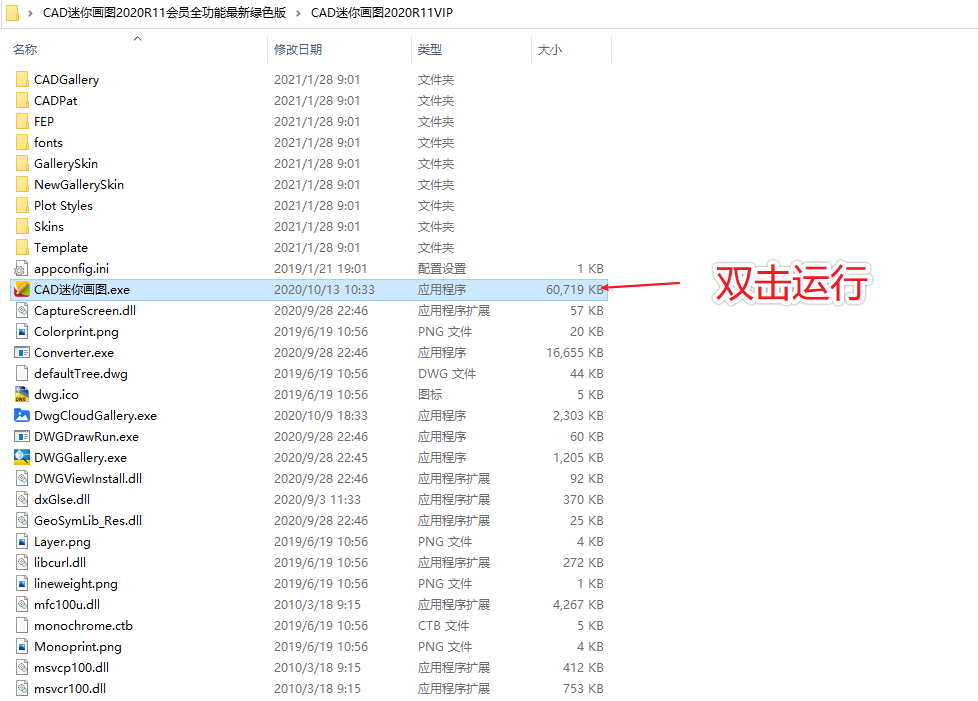 CAD迷你画图2020R11会员全功能最新绿色版 › CAD迷你画图2020R11VIP
名称 修改日期 类型 大小
CADGallery 2021/1/28 9:01 文件夹
CADPat 2021/1/28 9:01 文件夹
FEP 2021/1/28 9:01 文件夹
fonts 2021/1/28 9:01 文件夹
GallerySkin 2021/1/28 9:01 文件夹
NewGallerySkin 2021/1/28 9:01 文件夹
Plot Styles 2021/1/28 9:01 文件夹
Skins 2021/1/28 9:01 文件夹
Template 2021/1/28 9:01 文件夹
appconfig.ini 2019/1/21 19:01 配置设置 1 KB
CAD迷你画图.exe 2020/10/13 10:33 应用程序 60,719 KB 双击运行
CaptureScreen.dll 2020/9/28 22:46 应用程序扩展 57 KB
Colorprint.png 2019/6/19 10:56 PNG 文件 20 KB
Converter.exe 2020/9/28 22:46 应用程序 16,655 KB
defaultTree.dwg 2019/6/19 10:56 DWG 文件 44 KB
dwg.ico 2019/6/19 10:56 图标 5 KB
DwgCloudGallery.exe 2020/10/9 18:33 应用程序 2,303 KB
DWGDrawRun.exe 2020/9/28 22:46 应用程序 60 KB
DWGGallery.exe 2020/9/28 22:45 应用程序 1,205 KB
DWGViewInstall.dll 2020/9/28 22:46 应用程序扩展 92 KB
dxGlse.dll 2020/9/3 11:33 应用程序扩展 370 KB
GeoSymLib_Res.dll 2020/9/28 22:46 应用程序扩展 25 KB
Layer.png 2019/6/19 10:56 PNG 文件 4 KB
libcurl.dll 2019/6/19 10:56 应用程序扩展 272 KB
lineweight.png 2019/6/19 10:56 PNG 文件 1 KB
mfc100u.dll 2010/3/18 9:15 应用程序扩展 4,267 KB
monochrome.ctb 2019/6/19 10:56 CTB 文件 5 KB
Monoprint.png 2019/6/19 10:56 PNG 文件 4 KB
msvcp100.dll 2010/3/18 9:15 应用程序扩展 412 KB
msvcr100.dll 2010/3/18 9:15 应用程序扩展 753 KB